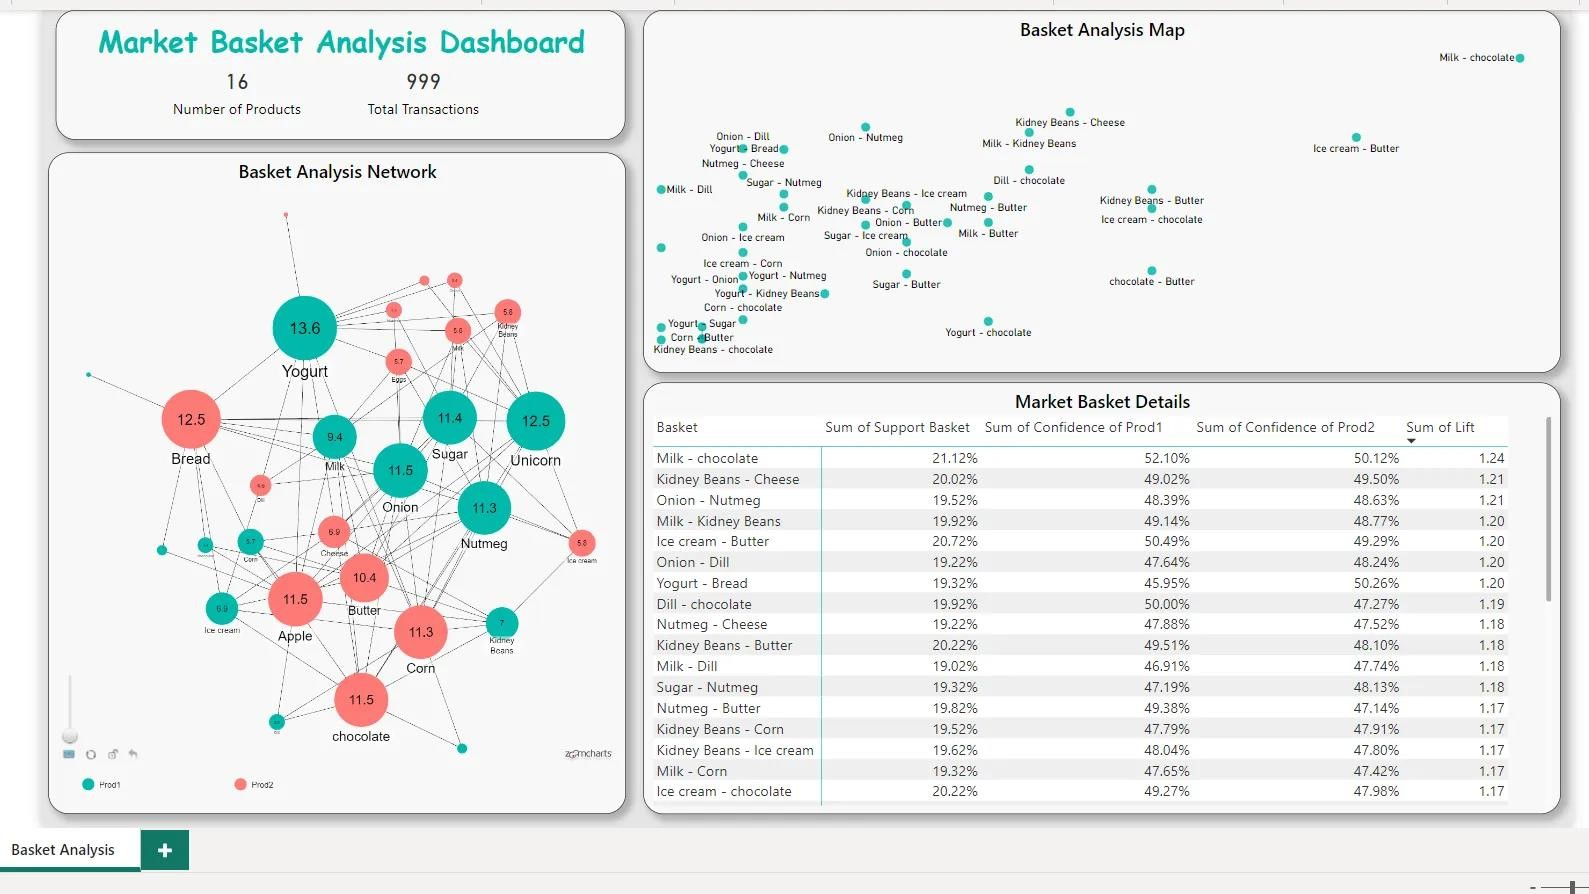 Market Basket Analysis Dashboard
16
Number of Products
999
Total Transactions
Basket Analysis Network
13.6
Yogurt
5.6
5.8
Kidney
Beans
5.7
Eggs
12.5
Bread
9.4
Milk
11.4
Sugar
12.5
Unicorn
11.5
Onion
11.3
Nutmeg
6.9
Cheese
5.8
Ice cream
Corn
10.4
Butter
11.5
Apple
6.9
Ice cream
11.3
Corn
7
Kidney
Beans
11.5
chocolate
zoomcharts
Prod1
Prod2
Basket Analysis Map
Milk - chocolate
Kidney Beans - Cheese
Onion - Dill
Onion - Nutmeg
Milk - Kidney Beans
Yogurt - Bread
Ice cream - Butter
Nutmeg - Cheese
Sugar - Nutmeg
Dill - chocolate
Milk - Dill
Kidney Beans - Ice cream
Kidney Beans - Butter
Kidney Beans - Corn
Nutmeg - Butter
Milk - Corn
Ice cream - chocolate
Onion - Butter
Onion - Ice cream
Sugar - Ice cream
Milk - Butter
Onion - chocolate
Ice cream - Corn
Yogurt - Onion
Yogurt - Nutmeg
Sugar - Butter
chocolate - Butter
Yogurt - Kidney Beans
Corn - chocolate
Yogurt - Sugar
Yogurt - chocolate
Corn - Butter
Kidney Beans - chocolate
Market Basket Details
Basket Sum of Support Basket Sum of Confidence of Prod1 Sum of Confidence of Prod2 Sum of Lift
Milk - chocolate 21.12% 52.10% 50.12% 1.24
Kidney Beans - Cheese 20.02% 49.02% 49.50% 1.21
Onion - Nutmeg 19.52% 48.39% 48.63% 1.21
Milk - Kidney Beans 19.92% 49.14% 48.77% 1.20
Ice cream - Butter 20.72% 50.49% 49.29% 1.20
Onion - Dill 19.22% 47.64% 48.24% 1.20
Yogurt - Bread 19.32% 45.95% 50.26% 1.20
Dill - chocolate 19.92% 50.00% 47.27% 1.19
Nutmeg - Cheese 19.22% 47.88% 47.52% 1.18
Kidney Beans - Butter 20.22% 49.51% 48.10% 1.18
Milk - Dill 19.02% 46.91% 47.74% 1.18
Sugar - Nutmeg 19.32% 47.19% 48.13% 1.18
Nutmeg - Butter 19.82% 49.38% 47.14% 1.17
Kidney Beans - Corn 19.52% 47.79% 47.91% 1.17
Kidney Beans - Ice cream 19.62% 48.04% 47.80% 1.17
Milk - Corn 19.32% 47.65% 47.42% 1.17
Ice cream - chocolate 20.22% 49.27% 47.98% 1.17
Basket Analysis